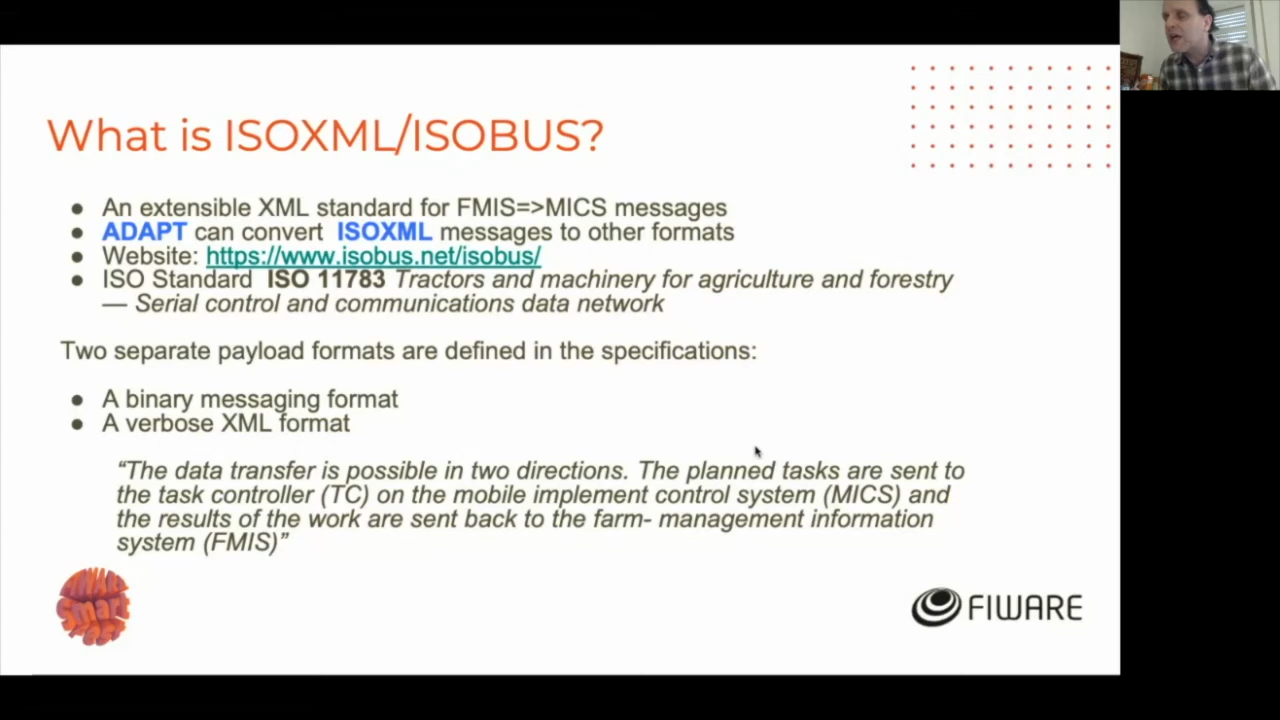 What is ISOXML/ISOBUS?
● An extensible XML standard for FMIS=>MICS messages
● ADAPT can convert ISOXML messages to other formats
● Website: https://www.isobus.net/isobus/
● ISO Standard ISO 11783 Tractors and machinery for agriculture and forestry
— Serial control and communications data network
Two separate payload formats are defined in the specifications:
● A binary messaging format
● A verbose XML format
“The data transfer is possible in two directions. The planned tasks are sent to
the task controller (TC) on the mobile implement control system (MICS) and
the results of the work are sent back to the farm- management information
system (FMIS)”
Smart
FIWARE